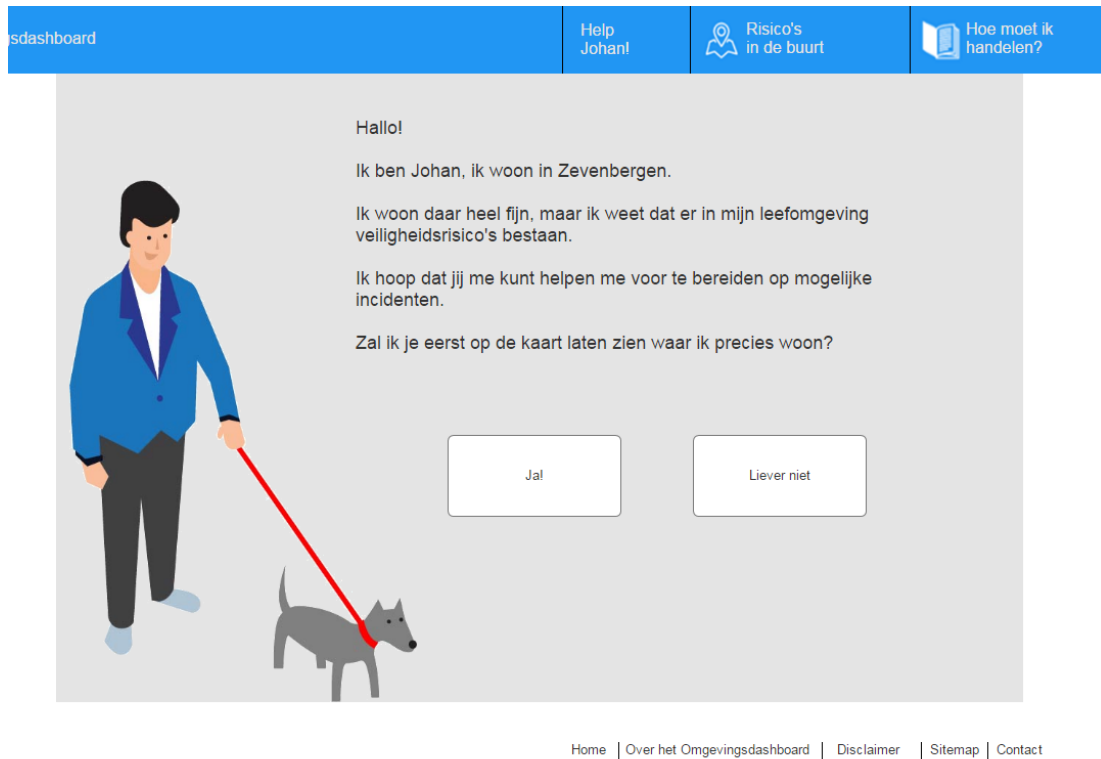 sdashboard
Help
Johan!
Risico's
in de buurt
Hoe moet ik
handelen?
Hallo!
Ik ben Johan, ik woon in Zevenbergen.
Ik woon daar heel fijn, maar ik weet dat er in mijn leefomgeving
veiligheidsrisico's bestaan.
Ik hoop dat jij me kunt helpen me voor te bereiden op mogelijke
incidenten.
Zal ik je eerst op de kaart laten zien waar ik precies woon?
Ja!
Liever niet
Home | Over het Omgevingsdashboard | Disclaimer | Sitemap | Contact